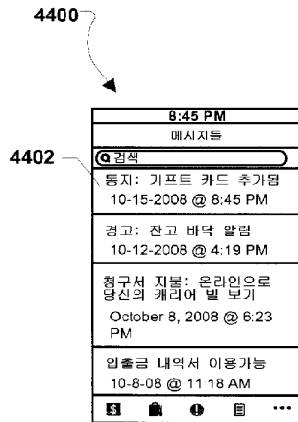 4400
8:45 PM
메시지들
검색
4402
통지: 기프트 카드 추가됨
10-15-2008 @ 8:45 PM
경고: 잔고 바닥 알림
10-12-2008 @ 4:19 PM
청구서 지불: 온라인으로
당신의 캐리어 빌 보기
October 8, 2008 @ 6:23
PM
입출금 내역서 이용가능
10-8-08 @ 11:18 AM